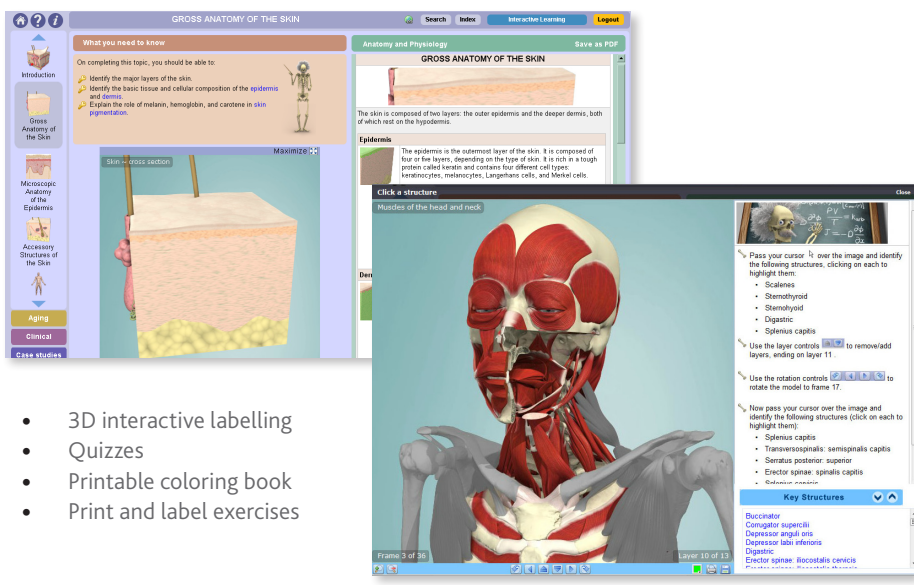 GROSS ANATOMY OF THE SKIN
Search
Index
Interactive Learning
Logout
Introduction
Gross
Anatomy of
the Skin
Microscopic
Anatomy
of the
Epidermis
Accessory
Structures of
the Skin
Aging
Clinical
Case studies
What you need to know
On completing this topic, you should be able to:
Identify the major layers of the skin.
Identify the basic tissue and cellular composition of the epidermis
and dermis.
Explain the role of melanin, hemoglobin, and carotene in skin
pigmentation.
Maximize
Skin – cross section
Anatomy and Physiology
Save as PDF
GROSS ANATOMY OF THE SKIN
The skin is composed of two layers: the outer epidermis and the deeper dermis, both
of which rest on the hypodermis.
Epidermis
The epidermis is the outermost layer of the skin. It is composed of
four or five layers, depending on the type of skin. It is rich in a tough
protein called keratin and contains four different cell types:
keratinocytes, melanocytes, Langerhans cells, and Merkel cells.
Click a structure
Close
Muscles of the head and neck
Pass your cursor over the image and identify
the following structures, clicking on each to
highlight them:
• Scalenes
• Sternothyroid
• Sternohyoid
• Digastric
• Splenius capitis
Use the layer controls to remove/add
layers, ending on layer 11 .
Use the rotation controls to
rotate the model to frame 17.
Now pass your cursor over the image and
identify the following structures (click on each to
highlight them):
• Splenius capitis
• Transversospinalis: semispinalis capitis
• Serratus posterior: superior
• Erector spinae: spinalis capitis
• Splenius cervicis
Key Structures
Buccinator
Corrugator supercilii
Depressor anguli oris
Depressor labii inferioris
Digastric
Erector spinae: iliocostalis cervicis
Frame 3 of 36
Layer 10 of 13
• 3D interactive labelling
• Quizzes
• Printable coloring book
• Print and label exercises